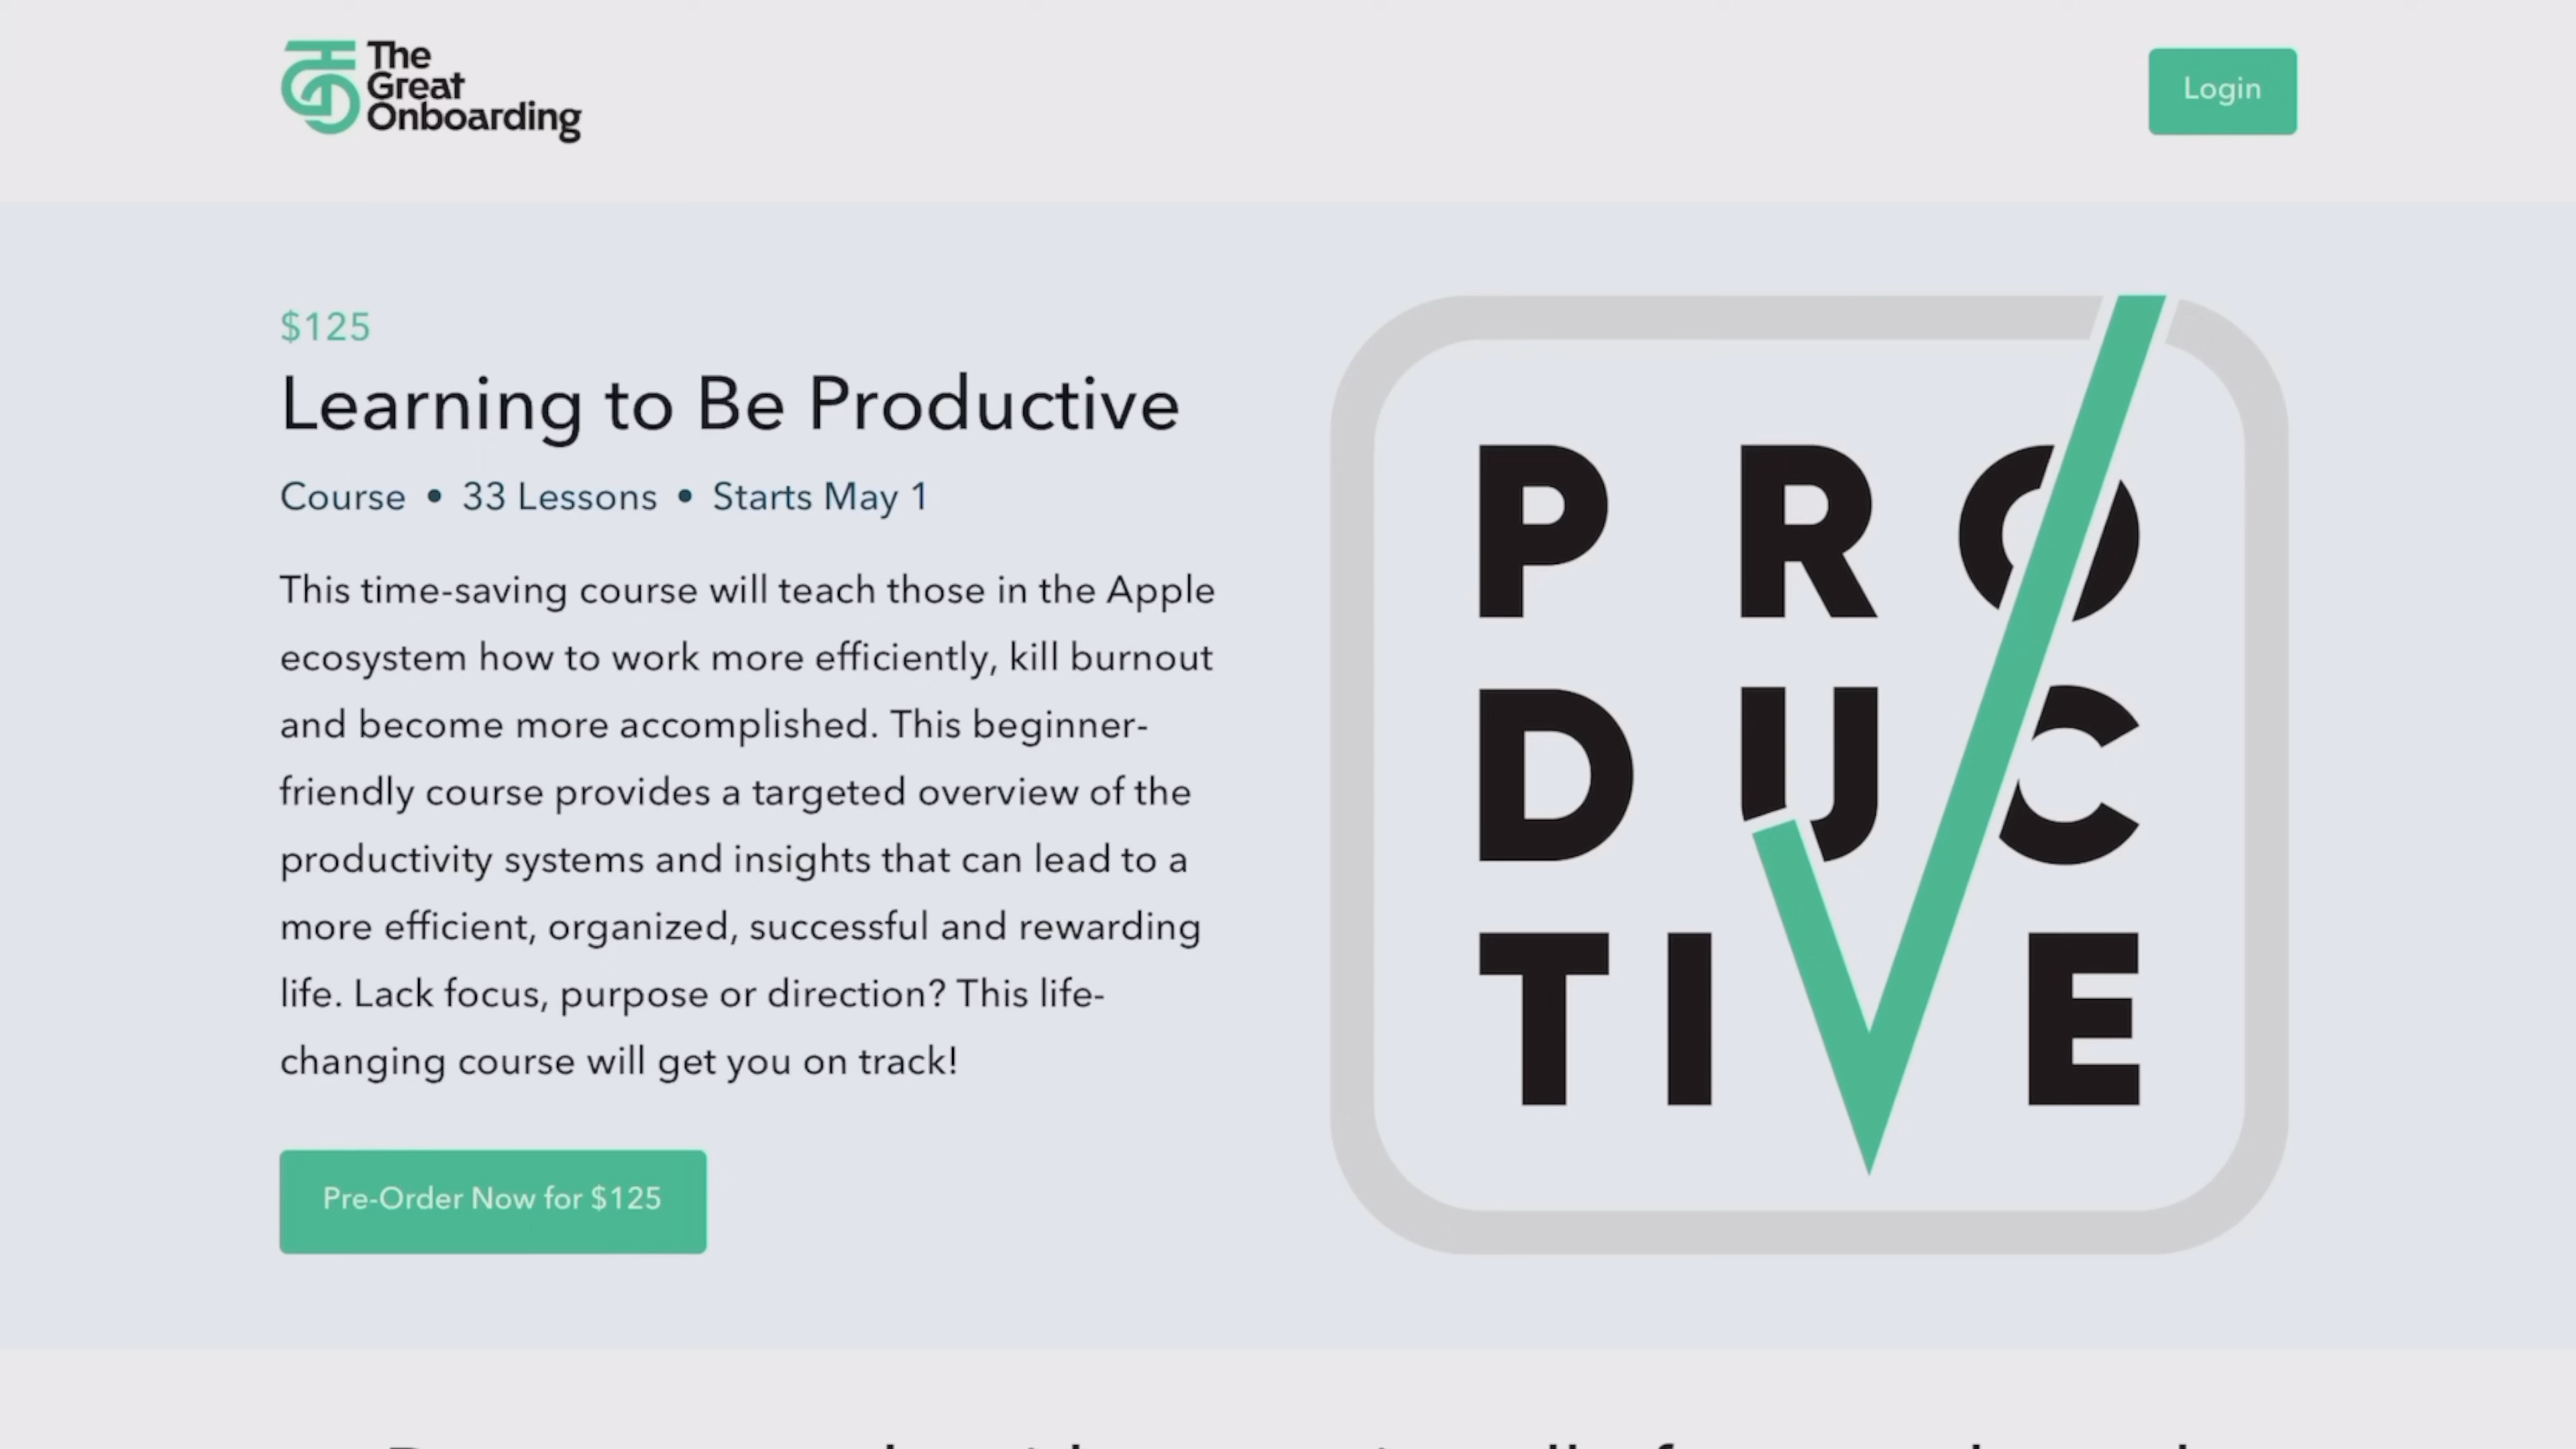 The
Great
Onboarding
Login
$125
Learning to Be Productive
Course • 33 Lessons • Starts May 1
This time-saving course will teach those in the Apple
ecosystem how to work more efficiently, kill burnout
and become more accomplished. This beginner-
friendly course provides a targeted overview of the
productivity systems and insights that can lead to a
more efficient, organized, successful and rewarding
life. Lack focus, purpose or direction? This life-
changing course will get you on track!
Pre-Order Now for $125
PRO
DUC
TIVE